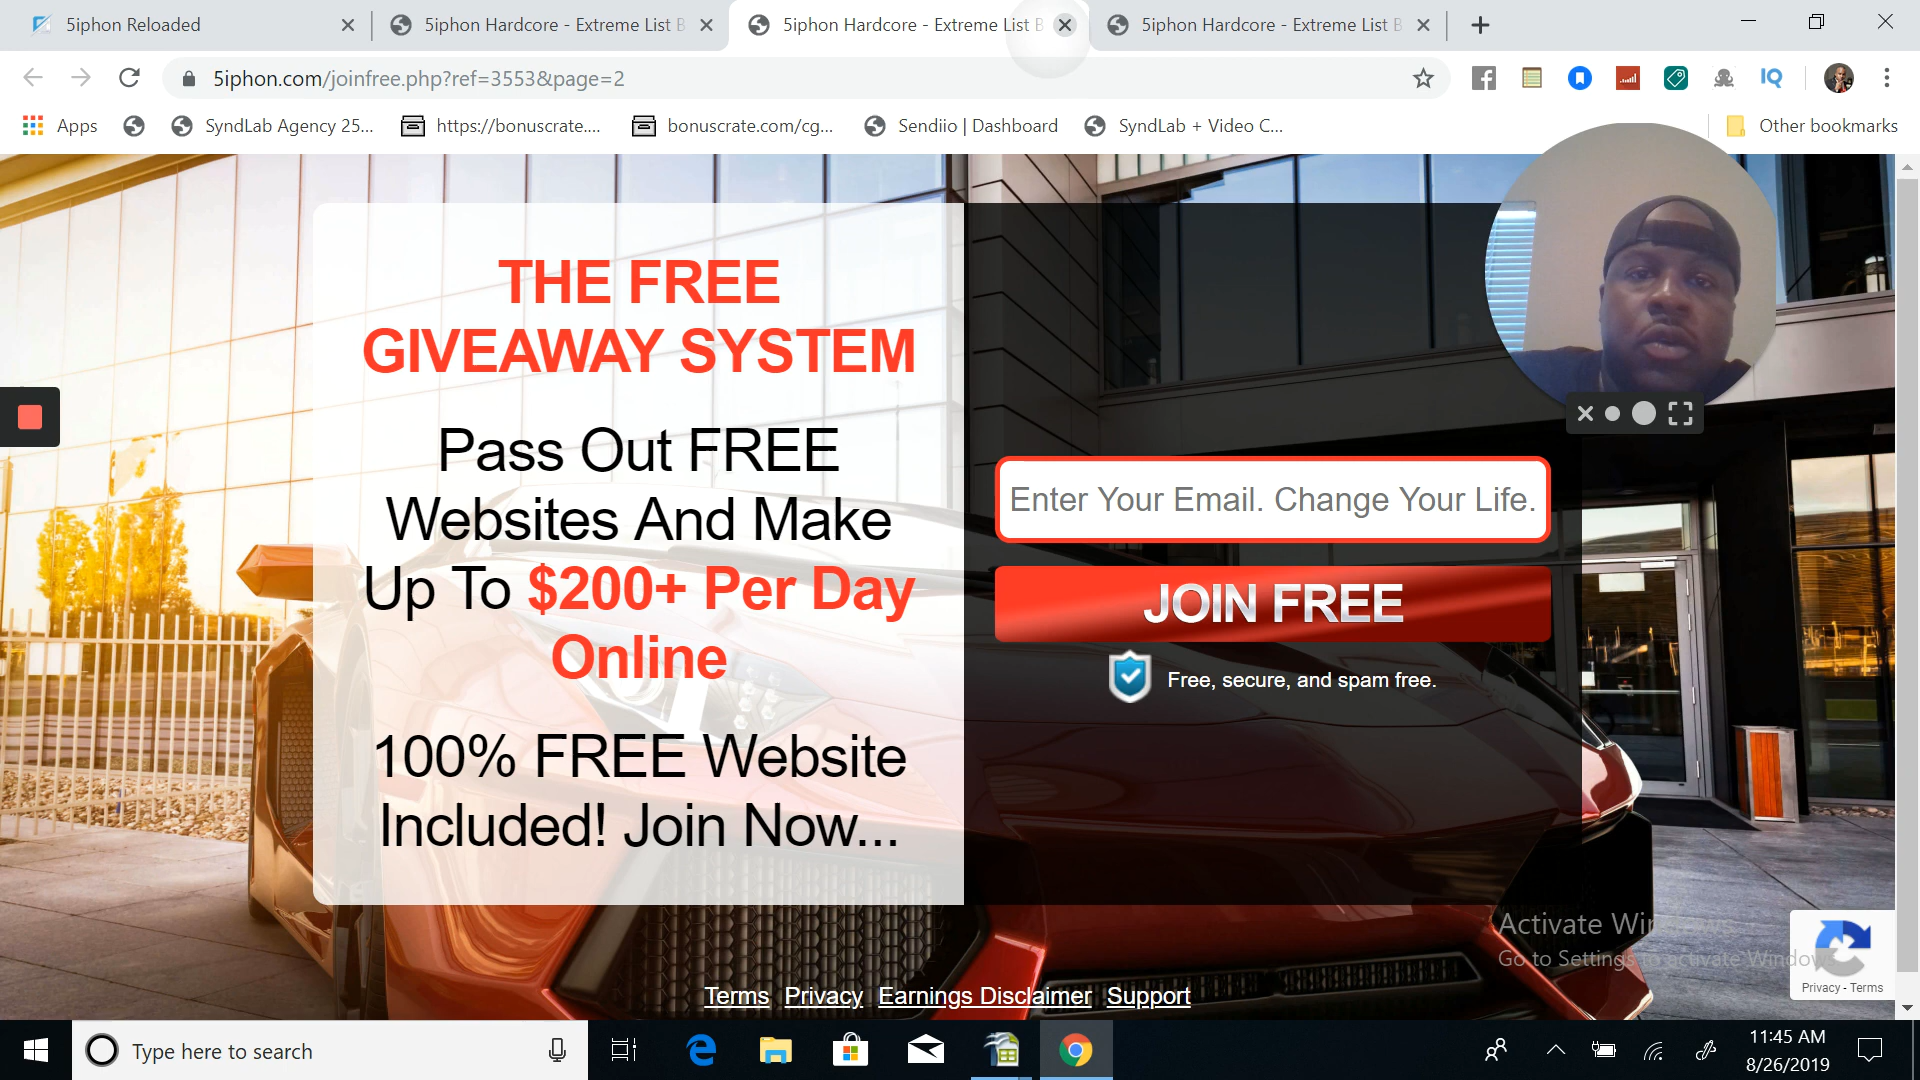 5iphon Reloaded
5iphon Hardcore - Extreme List B
5iphon Hardcore - Extreme List B
5iphon Hardcore - Extreme List B
5iphon.com/joinfree.php?ref=3553&page=2
IQ
Apps
SyndLab Agency 25...
https://bonuscrate....
bonuscrate.com/cg...
Sendiio | Dashboard
SyndLab + Video C...
Other bookmarks
THE FREE
GIVEAWAY SYSTEM
Pass Out FREE
Websites And Make
Up To $200+ Per Day
Online
100% FREE Website
Included! Join Now...
Enter Your Email. Change Your Life.
JOIN FREE
Free, secure, and spam free.
Activate Windows
Go to Settings to activate Windows.
Privacy - Terms
Terms Privacy Earnings Disclaimer Support
Type here to search
11:45 AM
8/26/2019